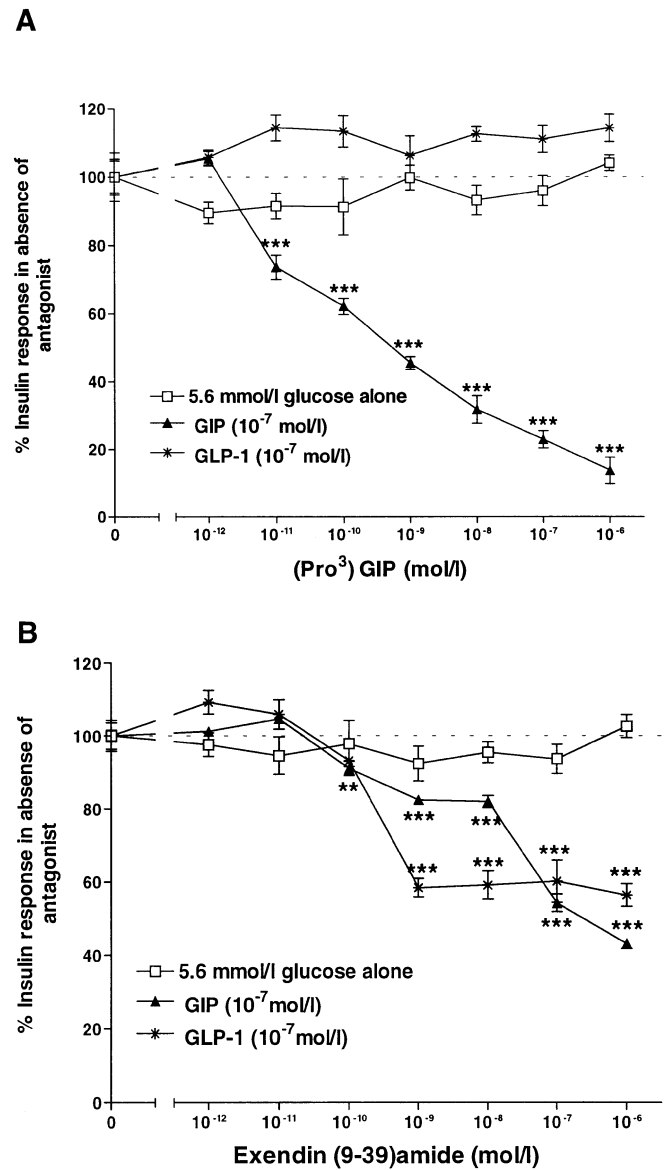 A
% Insulin response in absence of
antagonist
120
100
80
60
40
20
0
***
***
***
***
***
***
5.6 mmol/l glucose alone
GIP (10⁻⁷ mol/l)
GLP-1 (10⁻⁷ mol/l)
0 10⁻¹² 10⁻¹¹ 10⁻¹⁰ 10⁻⁹ 10⁻⁸ 10⁻⁷ 10⁻⁶
(Pro³) GIP (mol/l)
B
% Insulin response in absense of
antagonist
120
100
80
60
40
20
0
**
***
***
***
***
***
***
***
***
5.6 mmol/l glucose alone
GIP (10⁻⁷mol/l)
GLP-1 (10⁻⁷mol/l)
0 10⁻¹² 10⁻¹¹ 10⁻¹⁰ 10⁻⁹ 10⁻⁸ 10⁻⁷ 10⁻⁶
Exendin (9-39)amide (mol/l)